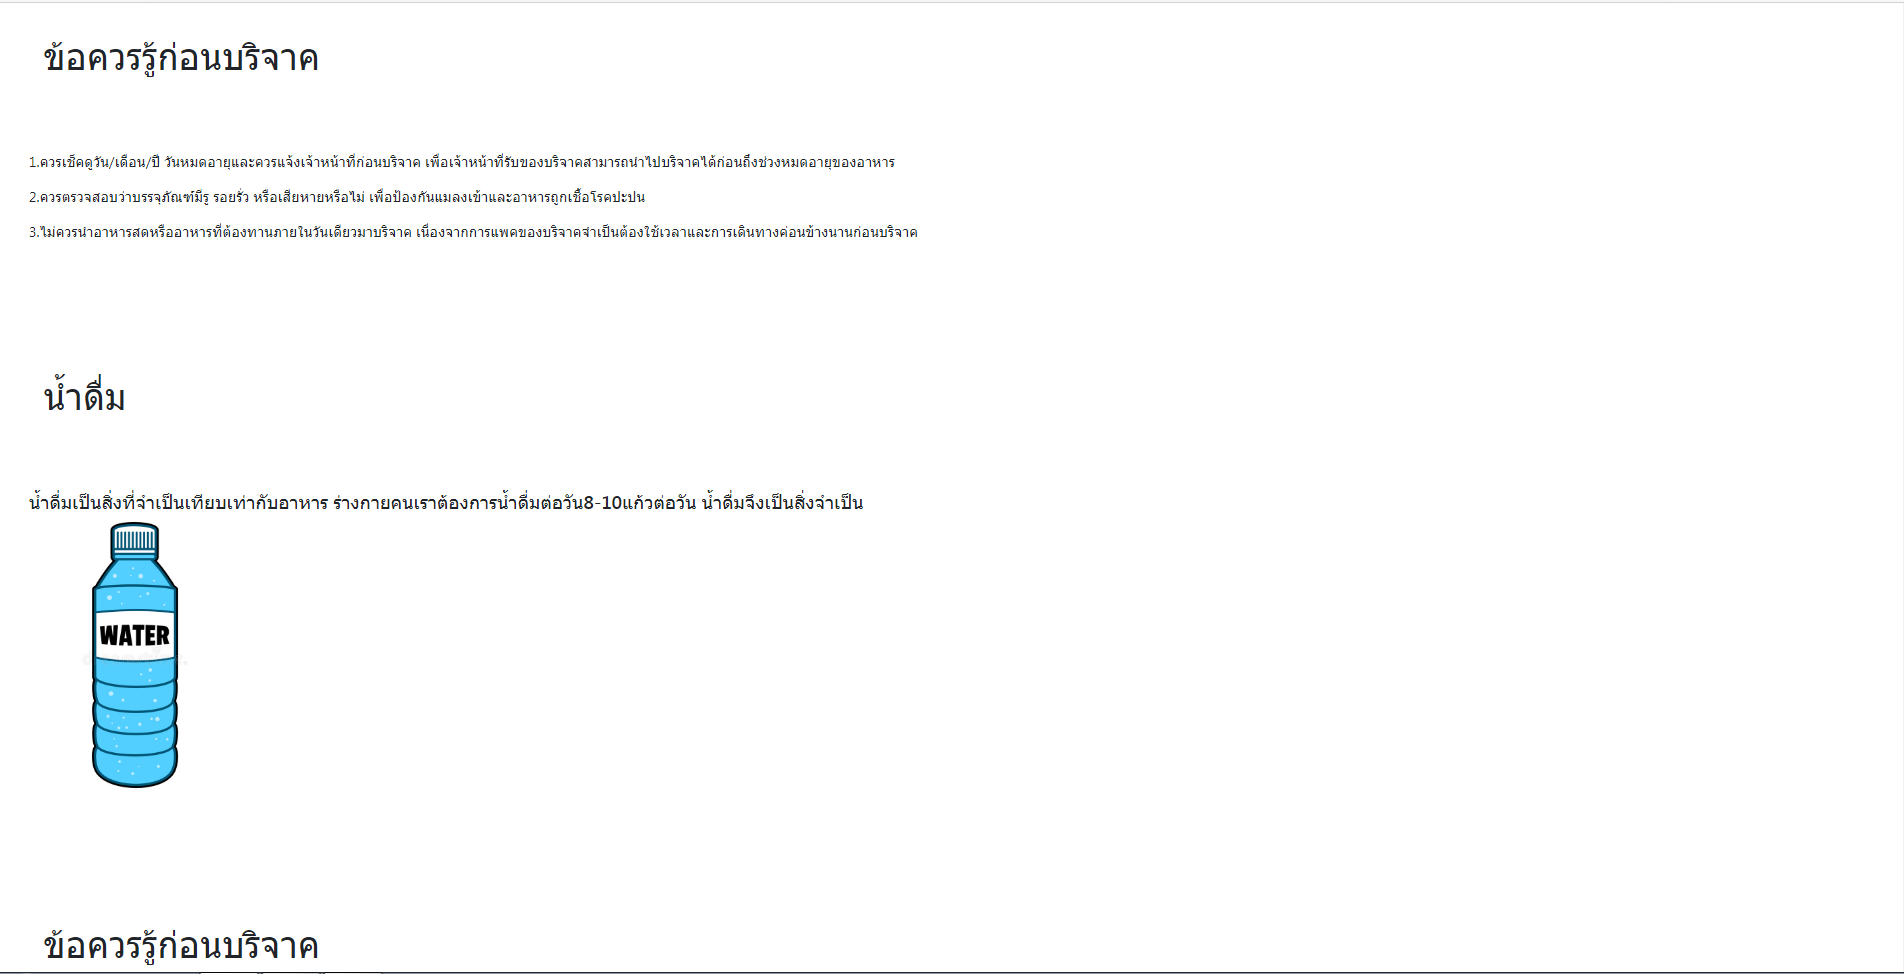 ข้อควรรู้ก่อนบริจาค
1.ควรเช็คดูวัน/เดือน/ปี วันหมดอายุและควรแจ้งเจ้าหน้าที่ก่อนบริจาค เพื่อเจ้าหน้าที่รับของบริจาคสามารถนำไปบริจาคได้ก่อนถึงช่วงหมดอายุของอาหาร
2.ควรตรวจสอบว่าบรรจุภัณฑ์มีรู รอยรั่ว หรือเสียหายหรือไม่ เพื่อป้องกันแมลงเข้าและอาหารถูกเชื้อโรคปะปน
3.ไม่ควรนำอาหารสดหรืออาหารที่ต้องทานภายในวันเดียวมาบริจาค เนื่องจากการแพคของบริจาคจำเป็นต้องใช้เวลาและการเดินทางค่อนข้างนานก่อนบริจาค
น้ำดื่ม
น้ำดื่มเป็นสิ่งที่จำเป็นเทียบเท่ากับอาหาร ร่างกายคนเราต้องการน้ำดื่มต่อวัน8-10แก้วต่อวัน น้ำดื่มจึงเป็นสิ่งจำเป็น
WATER
ข้อควรรู้ก่อนบริจาค